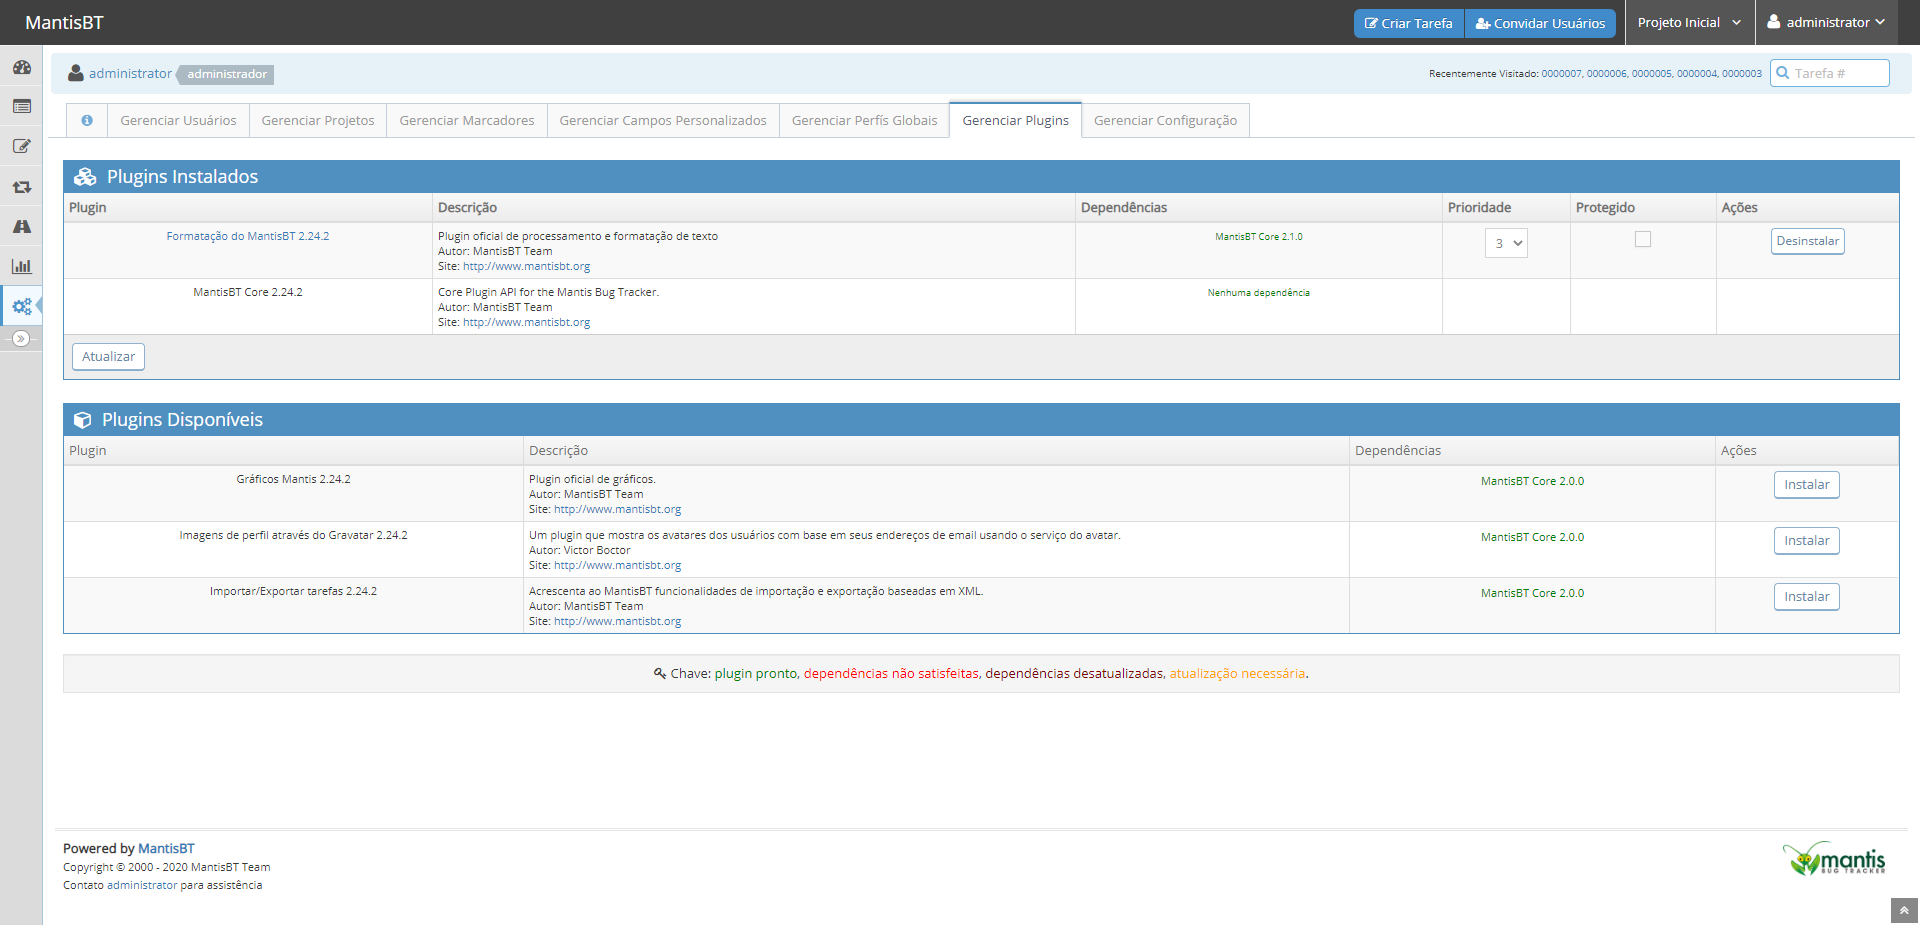 MantisBT
Criar Tarefa
Convidar Usuários
Projeto Inicial
administrator
administrator
administrador
Recentemente Visitado: 0000007, 0000006, 0000005, 0000004, 0000003
Tarefa #
Gerenciar Usuários
Gerenciar Projetos
Gerenciar Marcadores
Gerenciar Campos Personalizados
Gerenciar Perfís Globais
Gerenciar Plugins
Gerenciar Configuração
Plugins Instalados
Plugin
Descrição
Dependências
Prioridade
Protegido
Ações
Formatação do MantisBT 2.24.2
Plugin oficial de processamento e formatação de texto
Autor: MantisBT Team
Site: http://www.mantisbt.org
MantisBT Core 2.1.0
3
Desinstalar
MantisBT Core 2.24.2
Core Plugin API for the Mantis Bug Tracker.
Autor: MantisBT Team
Site: http://www.mantisbt.org
Nenhuma dependência
Atualizar
Plugins Disponíveis
Plugin
Descrição
Dependências
Ações
Gráficos Mantis 2.24.2
Plugin oficial de gráficos.
Autor: MantisBT Team
Site: http://www.mantisbt.org
MantisBT Core 2.0.0
Instalar
Imagens de perfil através do Gravatar 2.24.2
Um plugin que mostra os avatares dos usuários com base em seus endereços de email usando o serviço do avatar.
Autor: Victor Boctor
Site: http://www.mantisbt.org
MantisBT Core 2.0.0
Instalar
Importar/Exportar tarefas 2.24.2
Acrescenta ao MantisBT funcionalidades de importação e exportação baseadas em XML.
Autor: MantisBT Team
Site: http://www.mantisbt.org
MantisBT Core 2.0.0
Instalar
Chave: plugin pronto, dependências não satisfeitas, dependências desatualizadas, atualização necessária.
Powered by MantisBT
Copyright © 2000 - 2020 MantisBT Team
Contato administrator para assistência
mantis
BUG TRACKER